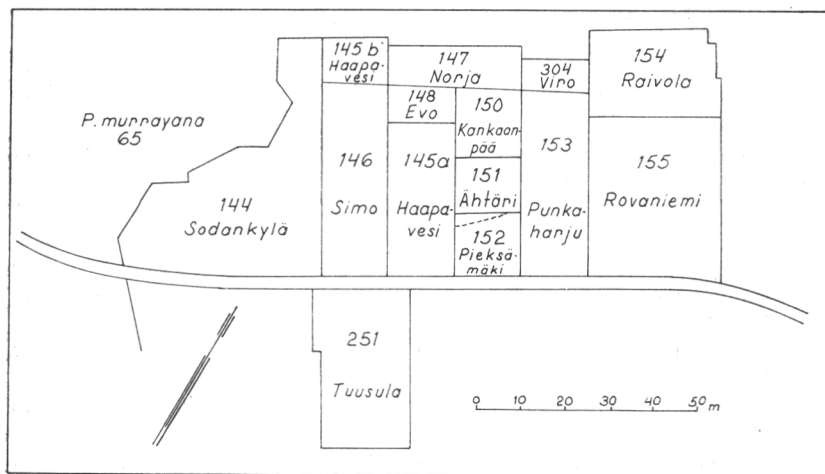 P. murrayana
65
144
Sodankylä
145 b
Haapa-
vesi
146
Simo
147
Norja
148
Evo
145a
Haapa-
vesi
150
Kankaon-
pää
151
Ähtäri
152
Pieksä-
mäki
304
Viro
153
Punka-
harju
154
Raivola
155
Rovaniemi
251
Tuusula
0 10 20 30 40 50 m